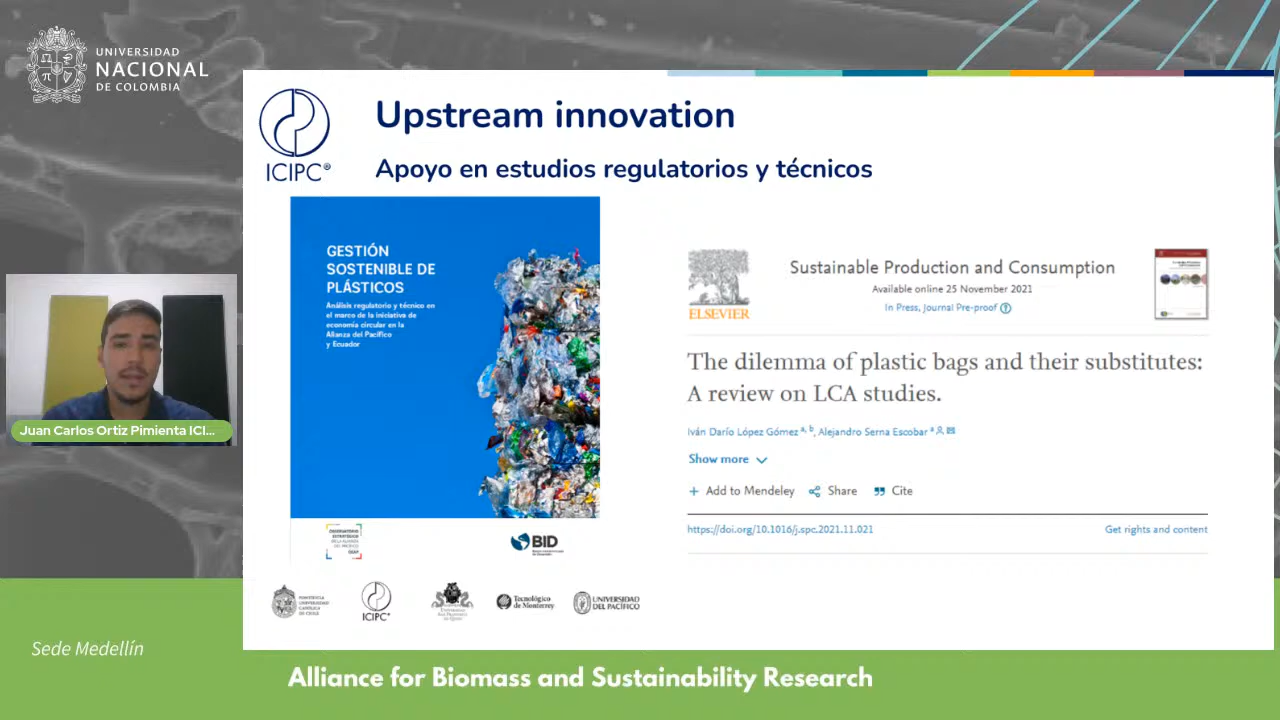 UNIVERSIDAD
NACIONAL
DE COLOMBIA
ICIPC®
Upstream innovation
Apoyo en estudios regulatorios y técnicos
GESTIÓN
SOSTENIBLE DE
PLÁSTICOS
Análisis regulatorio y técnico en
el marco de la iniciativa de
economía circular en la
Alianza del Pacífico
y Ecuador
BID
ICIPC®
Tecnológico
de Monterrey
UNIVERSIDAD
DEL PACÍFICO
ELSEVIER
Sustainable Production and Consumption
Available online 25 November 2021
In Press, Journal Pre-proof ?
The dilemma of plastic bags and their substitutes:
A review on LCA studies.
Iván Darío López Gómez a, b, Alejandro Serna Escobar a
Show more
+ Add to Mendeley Share Cite
https://doi.org/10.1016/j.spc.2021.11.021 Get rights and content
Juan Carlos Ortiz Pimienta ICI...
Sede Medellín
Alliance for Biomass and Sustainability Research